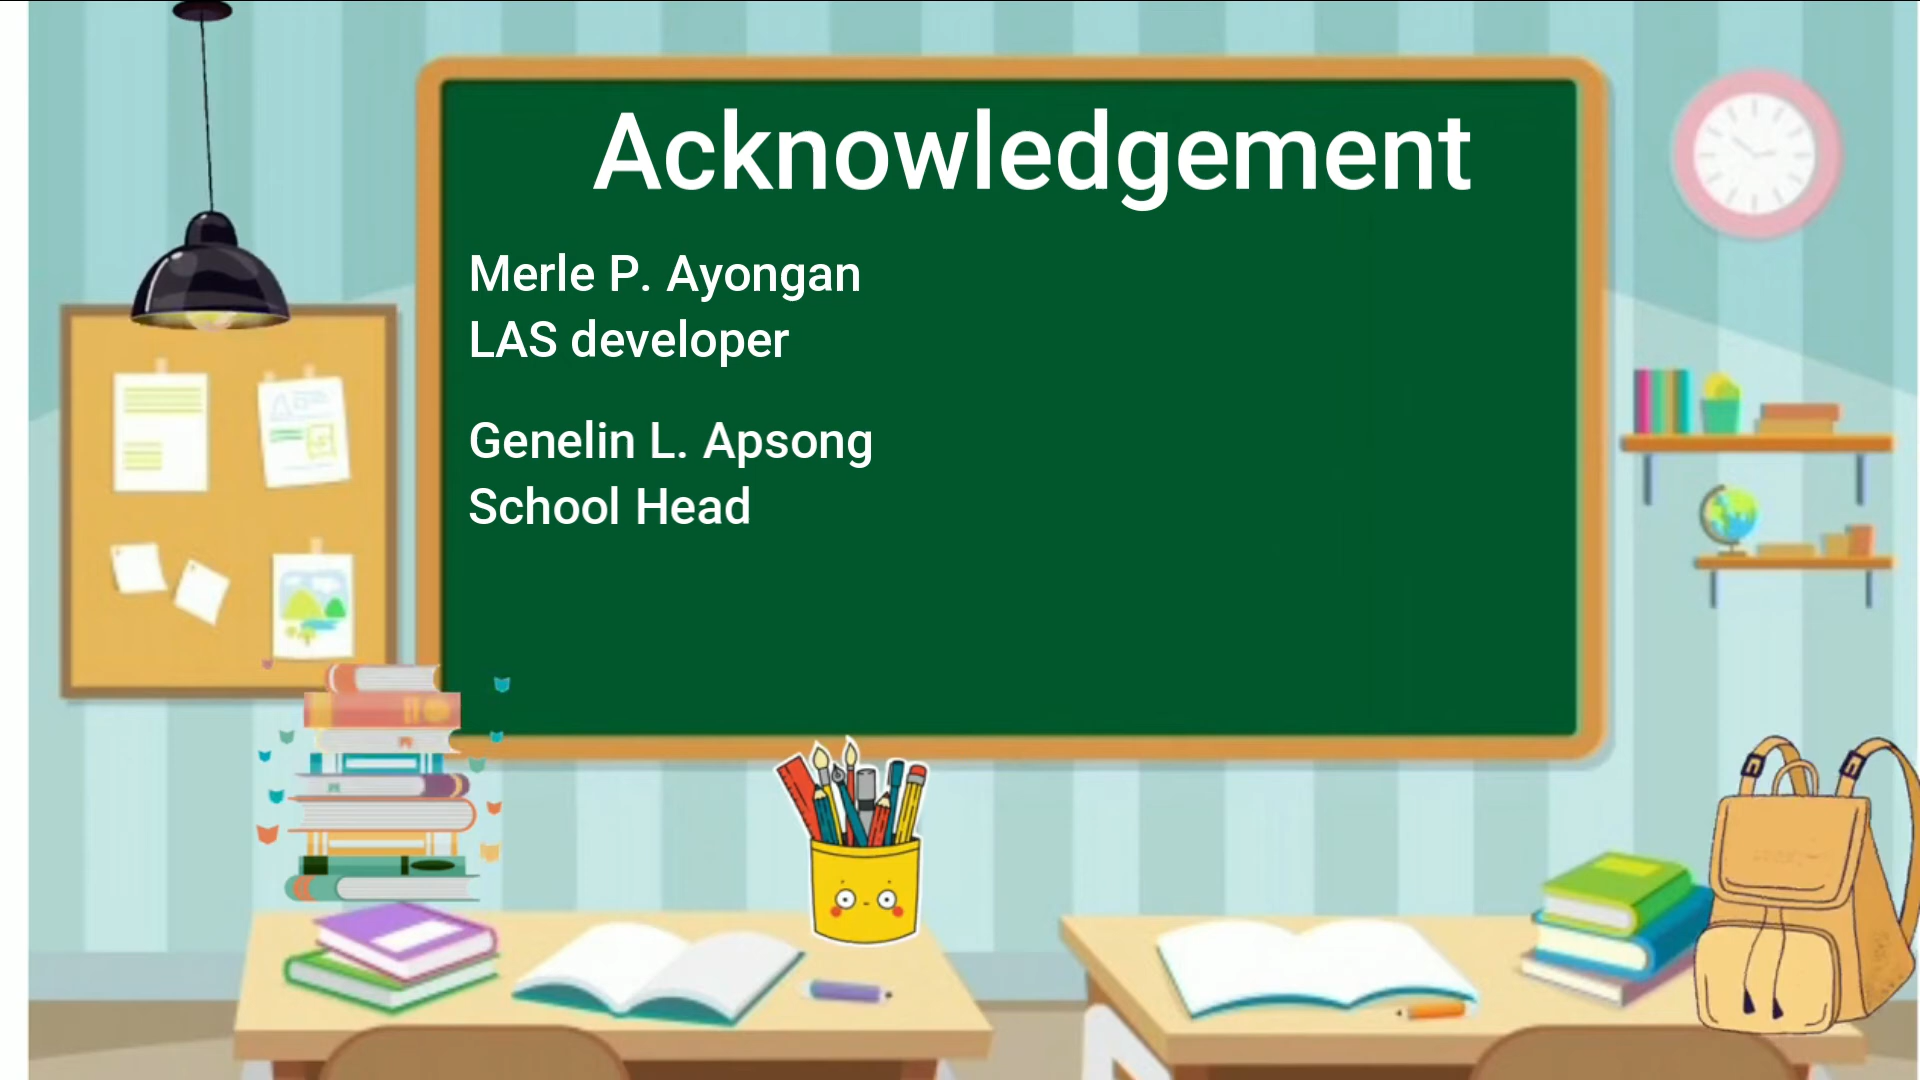 Acknowledgement
Merle P. Ayongan
LAS developer
Genelin L. Apsong
School Head